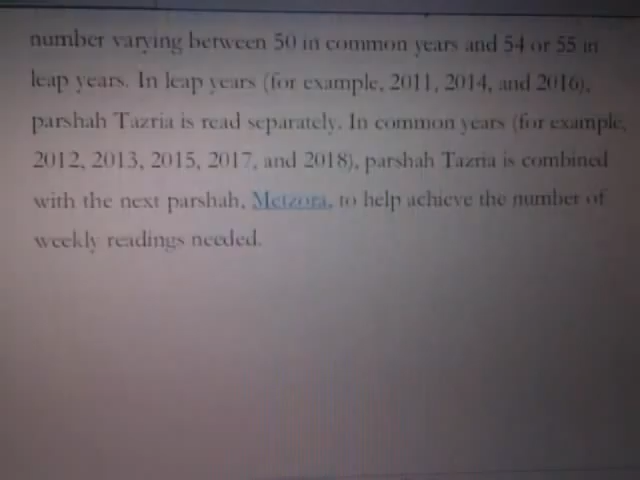 number varying between 50 in common years and 54 or 55 in
leap years. In leap years (for example, 2011, 2014, and 2016),
parshah Tazria is read separately. In common years (for example,
2012, 2013, 2015, 2017, and 2018), parshah Tazria is combined
with the next parshah, Metzora, to help achieve the number of
weekly readings needed.